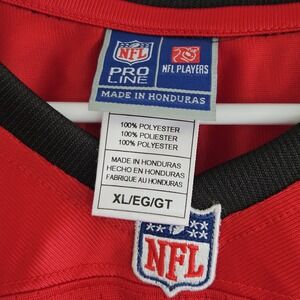 NFL
PRO
LINE
NFL PLAYERS
MADE IN HONDURAS
100% POLYESTER
100% POLIESTER
100% POLYESTER
MADE IN HONDURAS
HECHO EN HONDURAS
FABRIQUE AU HONDURAS
XL/EG/GT
NFL